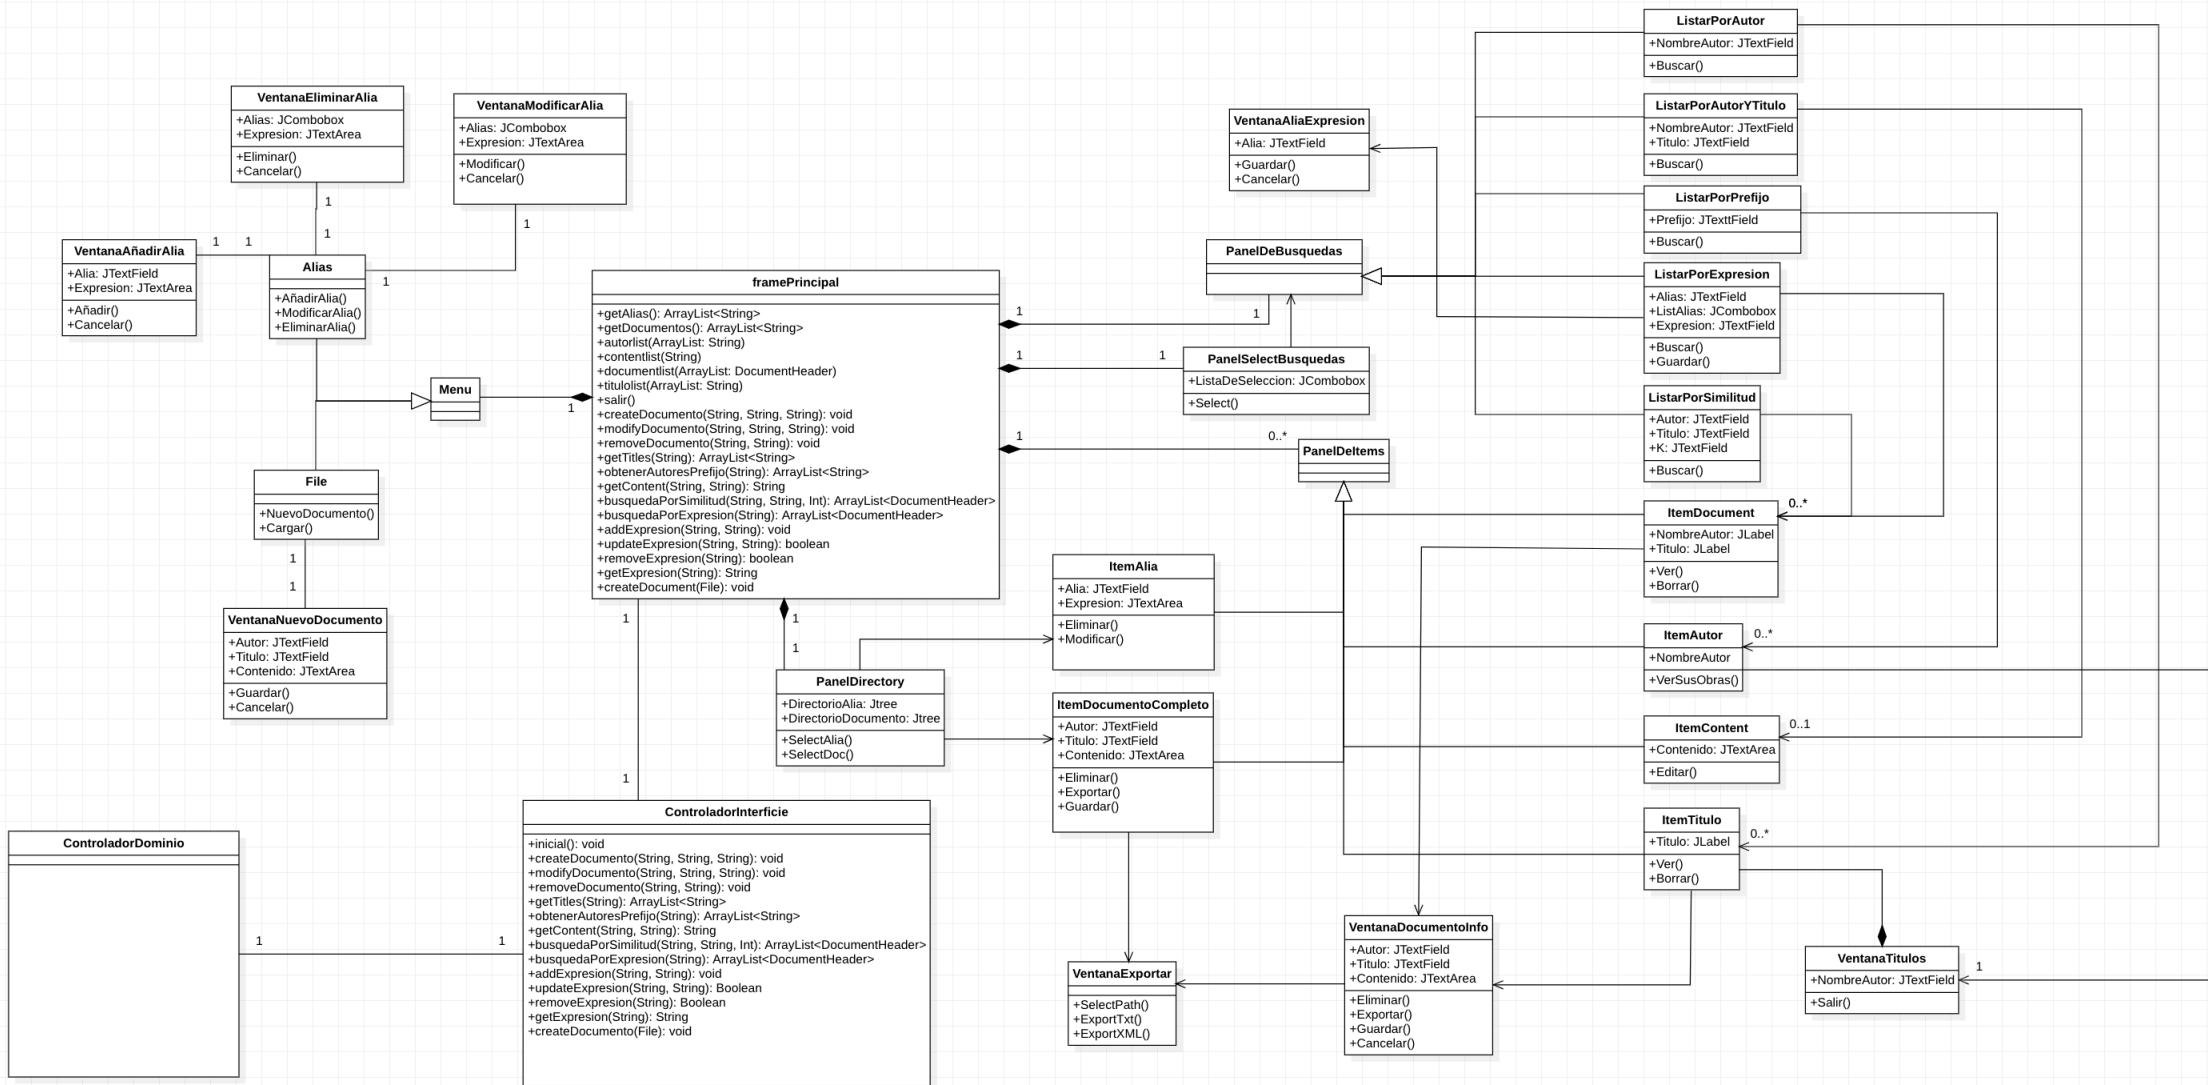 VentanaEliminarAlia
+Alias: JCombobox
+Expresion: JTextArea
+Eliminar()
+Cancelar()
1
1
VentanaModificarAlia
+Alias: JCombobox
+Expresion: JTextArea
+Modificar()
+Cancelar()
1
1
VentanaAñadirAlia
+Alia: JTextField
+Expresion: JTextArea
+Añadir()
+Cancelar()
1
1
Alias
+AñadirAlia()
+ModificarAlia()
+EliminarAlia()
Menu
1
File
+NuevoDocumento()
+Cargar()
1
1
VentanaNuevoDocumento
+Autor: JTextField
+Titulo: JTextField
+Contenido: JTextArea
+Guardar()
+Cancelar()
framePrincipal
+getAlias(): ArrayList<String>
+getDocumentos(): ArrayList<String>
+autorlist(ArrayList: String)
+contentlist(String)
+documentlist(ArrayList: DocumentHeader)
+titulolist(ArrayList: String)
+salir()
+createDocumento(String, String, String): void
+modifyDocumento(String, String, String): void
+removeDocumento(String, String): void
+getTitles(String): ArrayList<String>
+obtenerAutoresPrefijo(String): ArrayList<String>
+getContent(String, String): String
+busquedaPorSimilitud(String, String, Int): ArrayList<DocumentHeader>
+busquedaPorExpresion(String): ArrayList<DocumentHeader>
+addExpresion(String, String): void
+updateExpresion(String, String): boolean
+removeExpresion(String): boolean
+getExpresion(String): String
+createDocument(File): void
1
1
1
1
1
0..*
1
1
1
1
PanelDirectory
+DirectorioAlia: Jtree
+DirectorioDocumento: Jtree
+SelectAlia()
+SelectDoc()
ControladorInterficie
+inicial(): void
+createDocumento(String, String, String): void
+modifyDocumento(String, String, String): void
+removeDocumento(String, String): void
+getTitles(String): ArrayList<String>
+obtenerAutoresPrefijo(String): ArrayList<String>
+getContent(String, String): String
+busquedaPorSimilitud(String, String, Int): ArrayList<DocumentHeader>
+busquedaPorExpresion(String): ArrayList<DocumentHeader>
+addExpresion(String, String): void
+updateExpresion(String, String): Boolean
+removeExpresion(String): Boolean
+getExpresion(String): String
+createDocumento(File): void
ControladorDominio
1
1
VentanaAliaExpresion
+Alia: JTextField
+Guardar()
+Cancelar()
PanelDeBusquedas
PanelSelectBusquedas
+ListaDeSeleccion: JCombobox
+Select()
PanelDeItems
ItemAlia
+Alia: JTextField
+Expresion: JTextArea
+Eliminar()
+Modificar()
ItemDocumentoCompleto
+Autor: JTextField
+Titulo: JTextField
+Contenido: JTextArea
+Eliminar()
+Exportar()
+Guardar()
VentanaExportar
+SelectPath()
+ExportTxt()
+ExportXML()
VentanaDocumentoInfo
+Autor: JTextField
+Titulo: JTextField
+Contenido: JTextArea
+Eliminar()
+Exportar()
+Guardar()
+Cancelar()
ListarPorAutor
+NombreAutor: JTextField
+Buscar()
ListarPorAutorYTitulo
+NombreAutor: JTextField
+Titulo: JTextField
+Buscar()
ListarPorPrefijo
+Prefijo: JTexttField
+Buscar()
ListarPorExpresion
+Alias: JTextField
+ListAlias: JCombobox
+Expresion: JTextField
+Buscar()
+Guardar()
ListarPorSimilitud
+Autor: JTextField
+Titulo: JTextField
+K: JTextField
+Buscar()
ItemDocument
+NombreAutor: JLabel
+Titulo: JLabel
+Ver()
+Borrar()
0..*
ItemAutor
+NombreAutor
+VerSusObras()
0..*
ItemContent
+Contenido: JTextArea
+Editar()
0..1
ItemTitulo
+Titulo: JLabel
+Ver()
+Borrar()
0..*
VentanaTitulos
+NombreAutor: JTextField
+Salir()
1